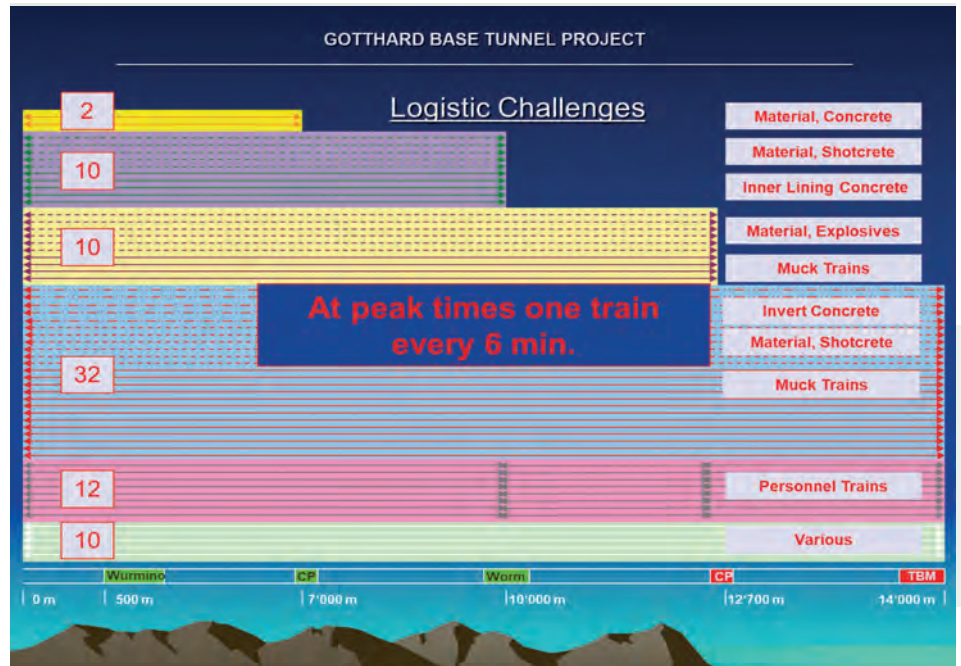 GOTTHARD BASE TUNNEL PROJECT
Logistic Challenges
2
Material, Concrete
Material, Shotcrete
10
Inner Lining Concrete
Material, Explosives
10
Muck Trains
At peak times one train
every 6 min.
Invert Concrete
Material, Shotcrete
32
Muck Trains
12
Personnel Trains
10
Various
Wurmino CP Worm CP TBM
0 m 500 m 7'000 m 10'000 m 12'700 m 14'000 m